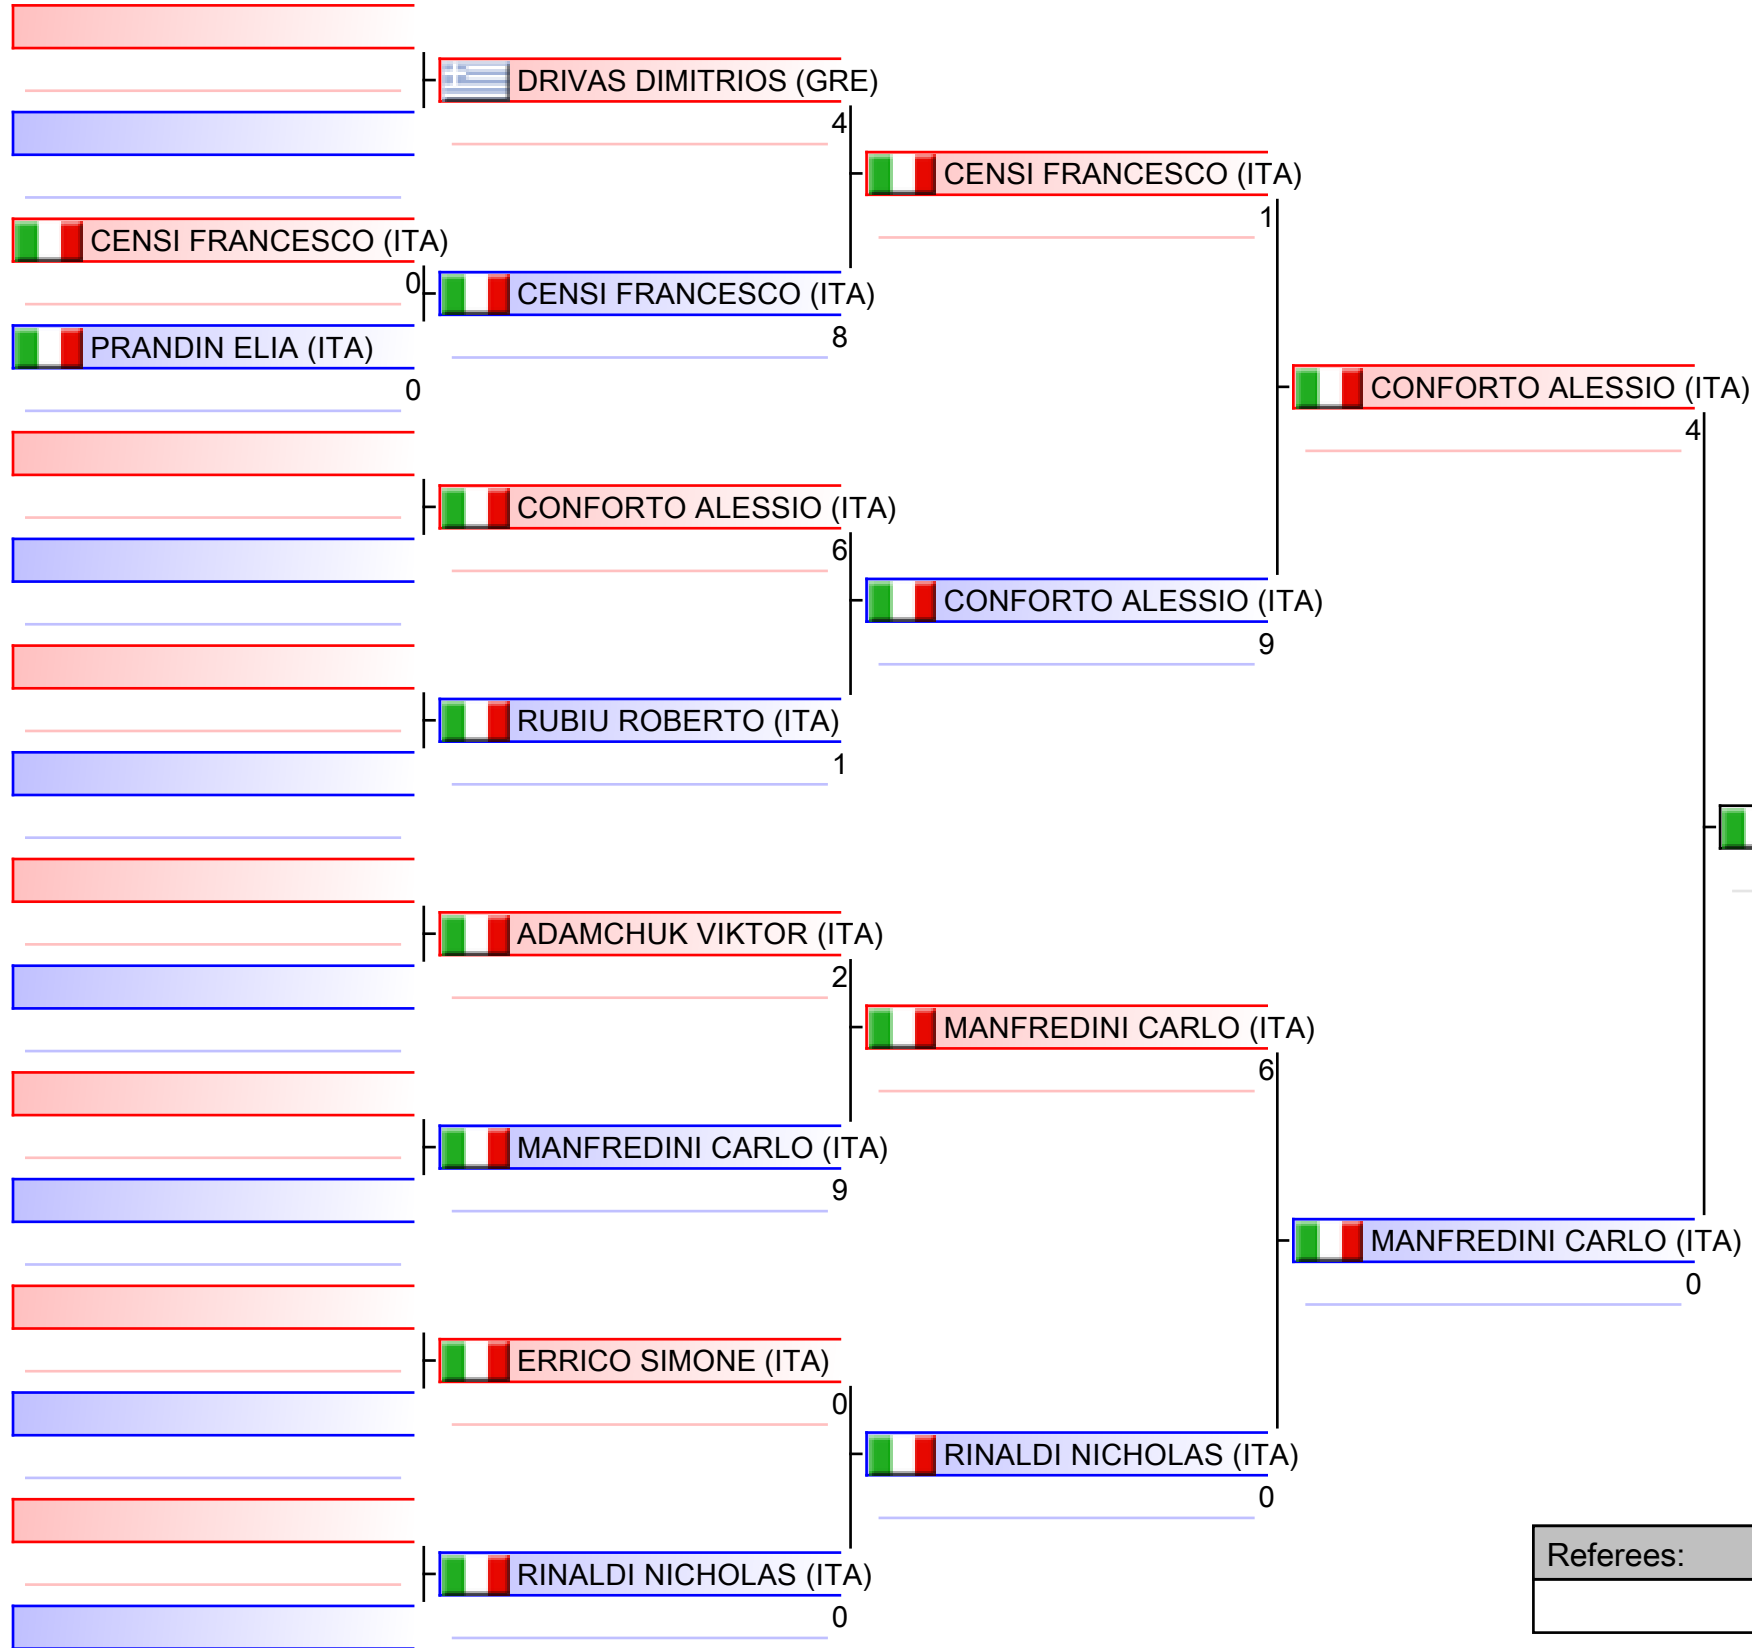 DRIVAS DIMITRIOS (GRE)
4
CENSI FRANCESCO (ITA)
1
CENSI FRANCESCO (ITA)
0
CENSI FRANCESCO (ITA)
8
PRANDIN ELIA (ITA)
0
CONFORTO ALESSIO (ITA)
4
CONFORTO ALESSIO (ITA)
6
CONFORTO ALESSIO (ITA)
9
RUBIU ROBERTO (ITA)
1
ADAMCHUK VIKTOR (ITA)
2
MANFREDINI CARLO (ITA)
6
MANFREDINI CARLO (ITA)
9
MANFREDINI CARLO (ITA)
0
ERRICO SIMONE (ITA)
0
RINALDI NICHOLAS (ITA)
0
RINALDI NICHOLAS (ITA)
0
Referees: